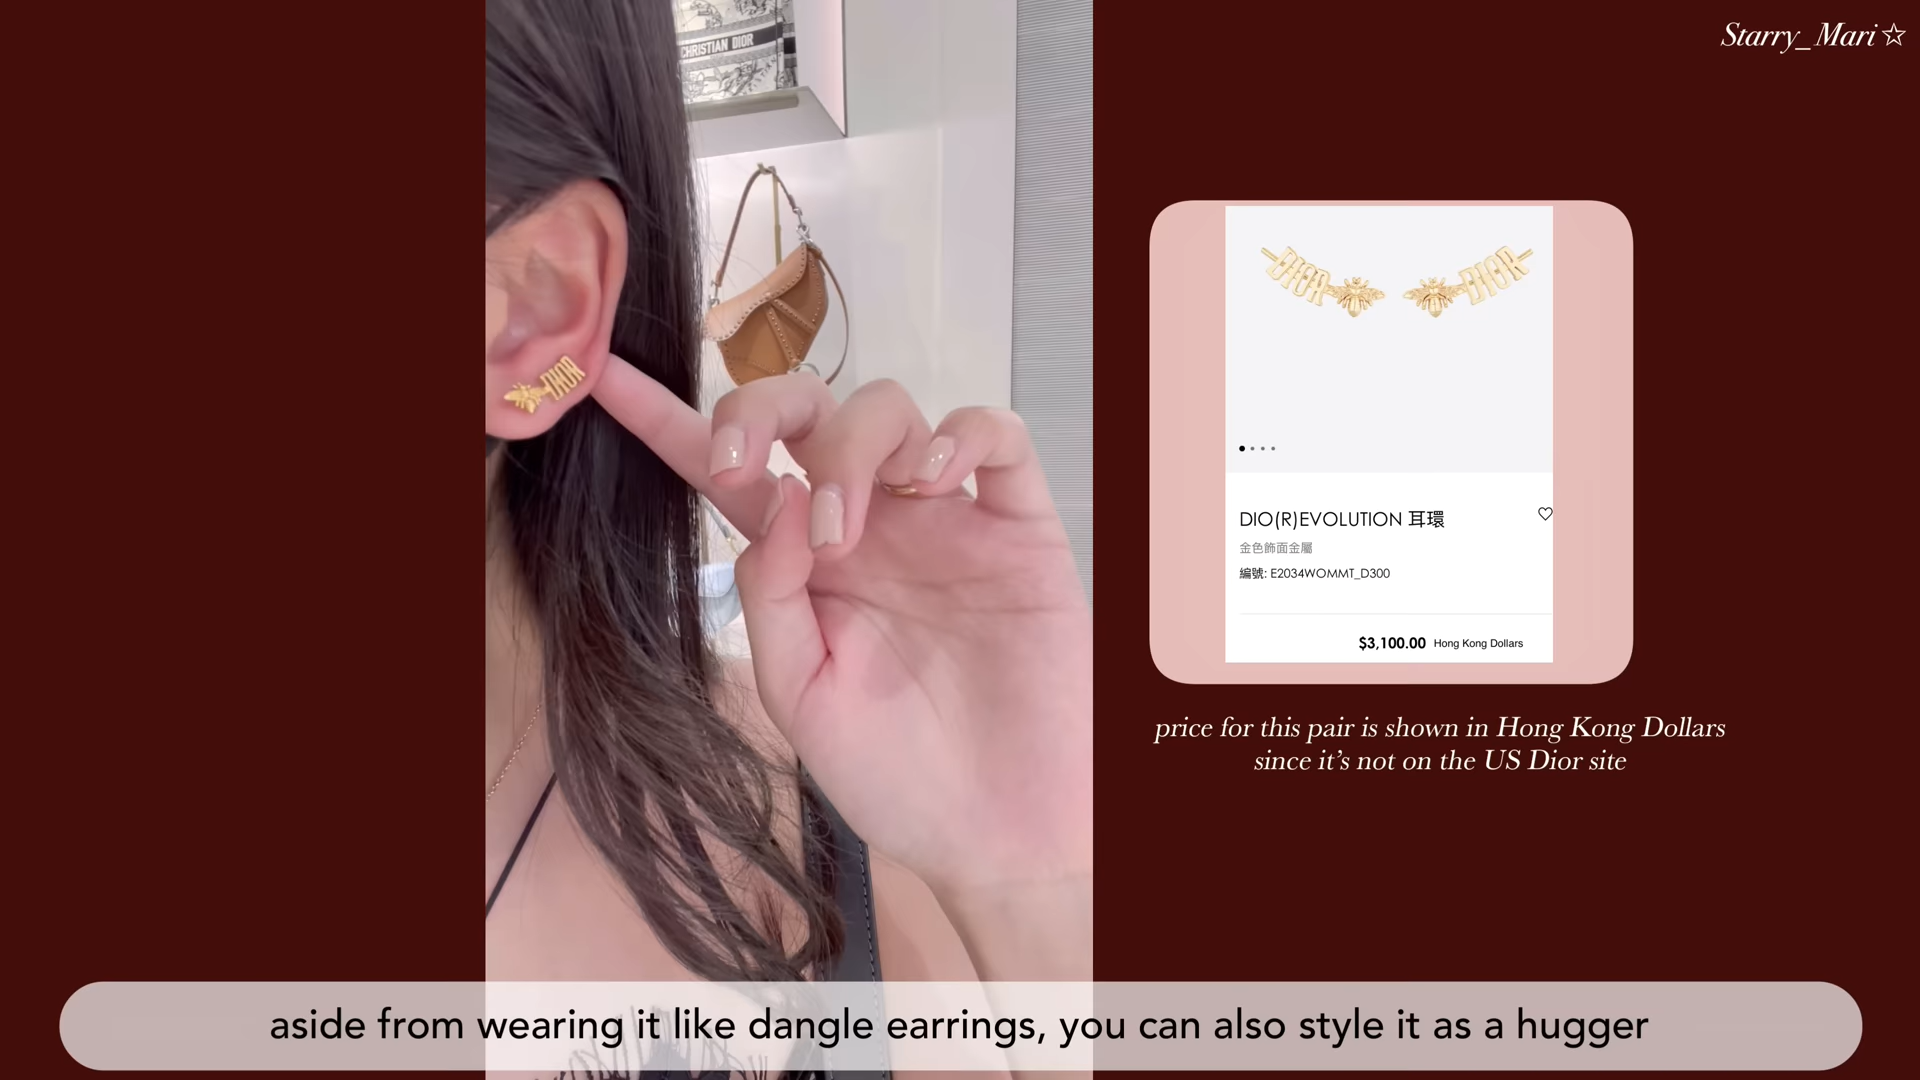 Starry_Mari☆
CHRISTIAN DIOR
DIOR
DIOR DIOR
DIO(R)EVOLUTION 耳環
金色飾面金屬
編號: E2034WOMMT_D300
$3,100.00 Hong Kong Dollars
price for this pair is shown in Hong Kong Dollars
since it's not on the US Dior site
aside from wearing it like dangle earrings, you can also style it as a hugger